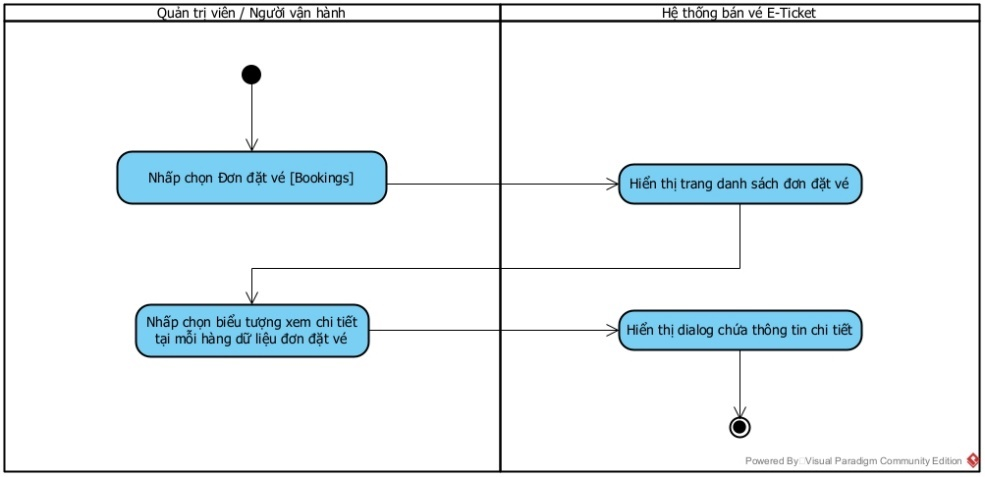 Quản trị viên / Người vận hành
Hệ thống bán vé E-Ticket
Nhấp chọn Đơn đặt vé [Bookings]
Hiển thị trang danh sách đơn đặt vé
Nhấp chọn biểu tượng xem chi tiết
tại mỗi hàng dữ liệu đơn đặt vé
Hiển thị dialog chứa thông tin chi tiết
Powered By Visual Paradigm Community Edition